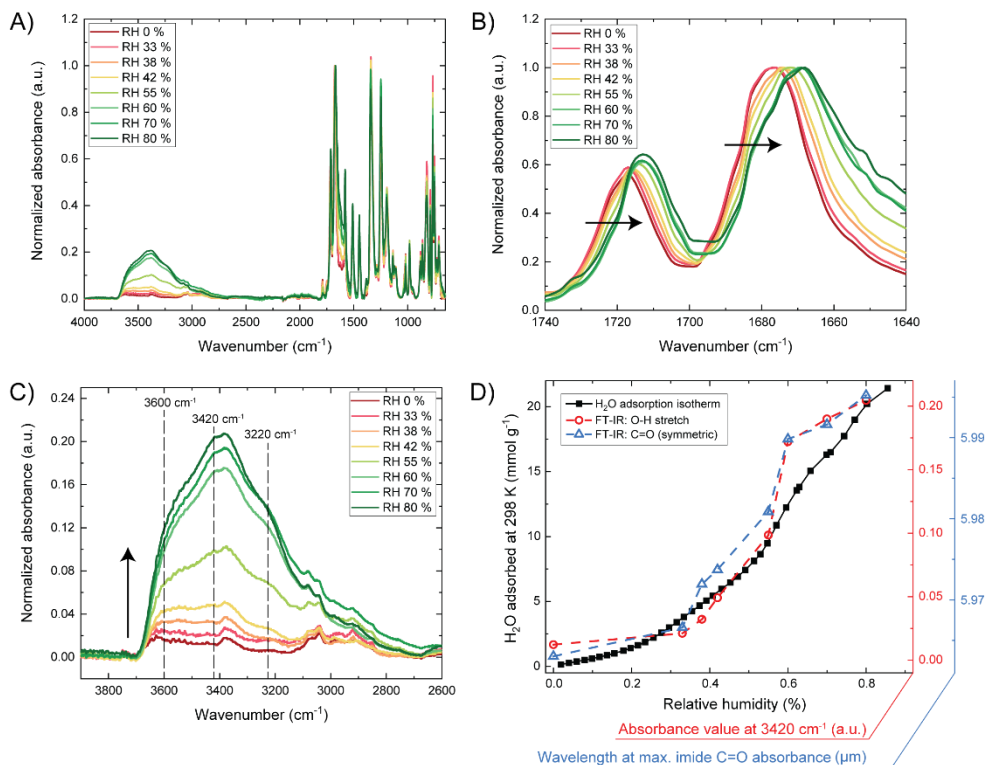 A)
RH 0 %
RH 33 %
RH 38 %
RH 42 %
RH 55 %
RH 60 %
RH 70 %
RH 80 %
Normalized absorbance (a.u.)
1.2
1.0
0.8
0.6
0.4
0.2
0.0
4000 3500 3000 2500 2000 1500 1000
Wavenumber (cm⁻¹)
B)
RH 0 %
RH 33 %
RH 38 %
RH 42 %
RH 55 %
RH 60 %
RH 70 %
RH 80 %
Normalized absorbance (a.u.)
1.2
1.0
0.8
0.6
0.4
0.2
0.0
1740 1720 1700 1680 1660 1640
Wavenumber (cm⁻¹)
C)
3600 cm⁻¹
3420 cm⁻¹
3220 cm⁻¹
RH 0 %
RH 33 %
RH 38 %
RH 42 %
RH 55 %
RH 60 %
RH 70 %
RH 80 %
Normalized absorbance (a.u.)
0.24
0.20
0.16
0.12
0.08
0.04
0.00
3800 3600 3400 3200 3000 2800 2600
Wavenumber (cm⁻¹)
D)
H₂O adsorption isotherm
FT-IR: O-H stretch
FT-IR: C=O (symmetric)
H₂O adsorbed at 298 K (mmol g⁻¹)
20
15
10
5
0
0.0 0.2 0.4 0.6 0.8
Relative humidity (%)
0.20
0.15
0.10
0.05
0.00
Absorbance value at 3420 cm⁻¹ (a.u.)
5.99
5.98
5.97
Wavelength at max. imide C=O absorbance (μm)